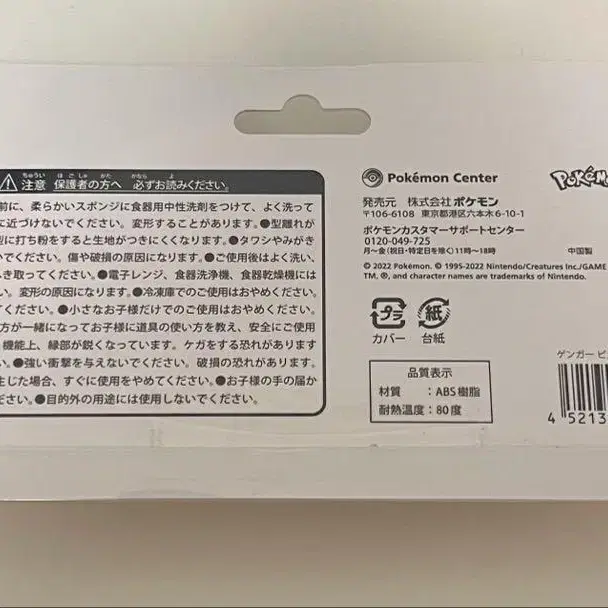 注意 保護者の方へ 必ずお読みください。
前に、柔らかいスポンジに食器用中性洗剤をつけて、よく洗って
に近づけないでください。変形することがあります。●型離れが
型に打ち粉をすると生地がつきにくくなります。●タワシやみがき
いでください。傷や破損の原因になります。●ご使用後はよく洗い、
ふき取ってください。●電子レンジ、食器洗浄機、食器乾燥機には
い。変形の原因になります。●冷凍庫でのご使用はおやめください。
ください。●小さなお子様だけでのご使用はおやめください。
方が一緒になってお子様に道具の使い方を教え、安全にご使用
機能上、縁部が鋭くなっています。ケガをする恐れがあります
い。●強い衝撃を与えないでください。破損の恐れがあります。
生じた場合、すぐに使用をやめてください。●お子様の手の届か
ださい。●目的外の用途には使用しないでください。
Pokémon Center
POKéMON
発売元 株式会社ポケモン
〒106-6108 東京都港区六本木6-10-1
ポケモンカスタマーサポートセンター
0120-049-725
月〜金(祝日・特定日を除く)11時〜18時
中国製
© 2022 Pokémon. © 1995-2022 Nintendo/Creatures Inc./GAME
TM, ®, and character names are trademarks of Nintendo.
プラ 紙
カバー 台紙
品質表示
材質 : ABS樹脂
耐熱温度 : 80度
ゲンガー ピ
4 5213